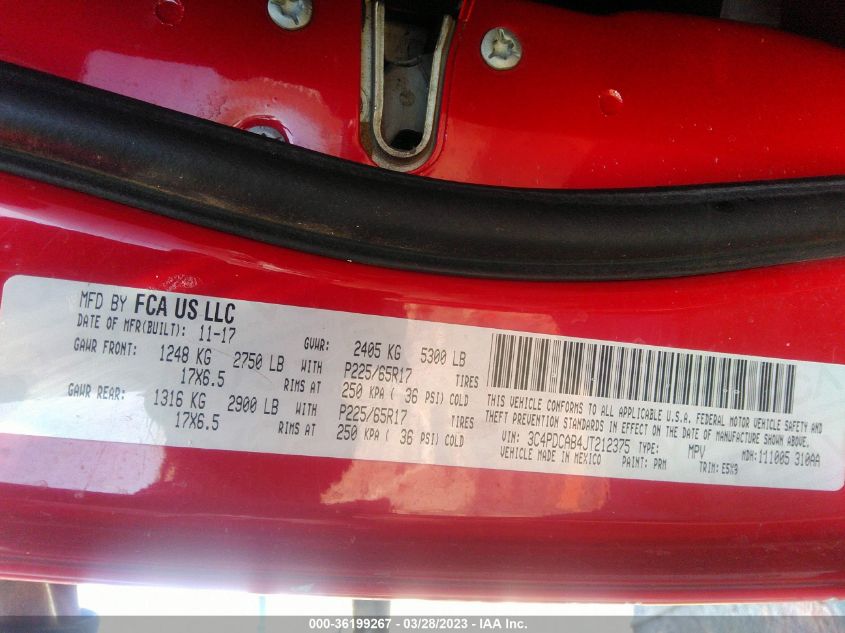 MFD BY FCA US LLC
DATE OF MFR(BUILT): 11-17 GVWR: 2405 KG 5300 LB
GAWR FRONT: 1248 KG 2750 LB WITH P225/65R17 TIRES
17X6.5 RIMS AT 250 KPA ( 36 PSI) COLD
GAWR REAR: 1316 KG 2900 LB WITH P225/65R17 TIRES
17X6.5 RIMS AT 250 KPA ( 36 PSI) COLD
THIS VEHICLE CONFORMS TO ALL APPLICABLE U.S.A. FEDERAL MOTOR VEHICLE SAFETY AND
THEFT PREVENTION STANDARDS IN EFFECT ON THE DATE OF MANUFACTURE SHOWN ABOVE.
VIN: 3C4PDCAB4JT212375 TYPE: MPV MDH: 111005 310AA
VEHICLE MADE IN MEXICO PAINT: PRM TRIM: E5X9
000-36199267 - 03/28/2023 - IAA Inc.